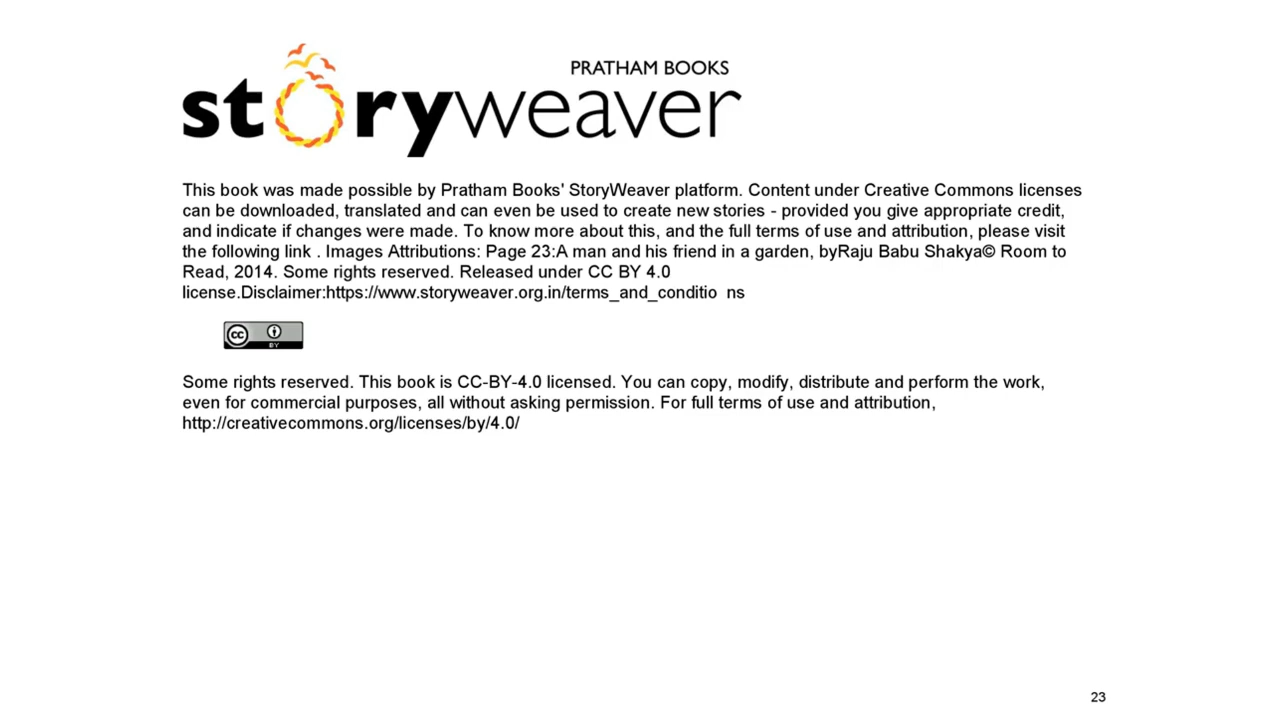 PRATHAM BOOKS
storyweaver
This book was made possible by Pratham Books' StoryWeaver platform. Content under Creative Commons licenses
can be downloaded, translated and can even be used to create new stories - provided you give appropriate credit,
and indicate if changes were made. To know more about this, and the full terms of use and attribution, please visit
the following link . Images Attributions: Page 23:A man and his friend in a garden, byRaju Babu Shakya© Room to
Read, 2014. Some rights reserved. Released under CC BY 4.0
license.Disclaimer:https://www.storyweaver.org.in/terms_and_conditio ns
CC BY
Some rights reserved. This book is CC-BY-4.0 licensed. You can copy, modify, distribute and perform the work,
even for commercial purposes, all without asking permission. For full terms of use and attribution,
http://creativecommons.org/licenses/by/4.0/
23